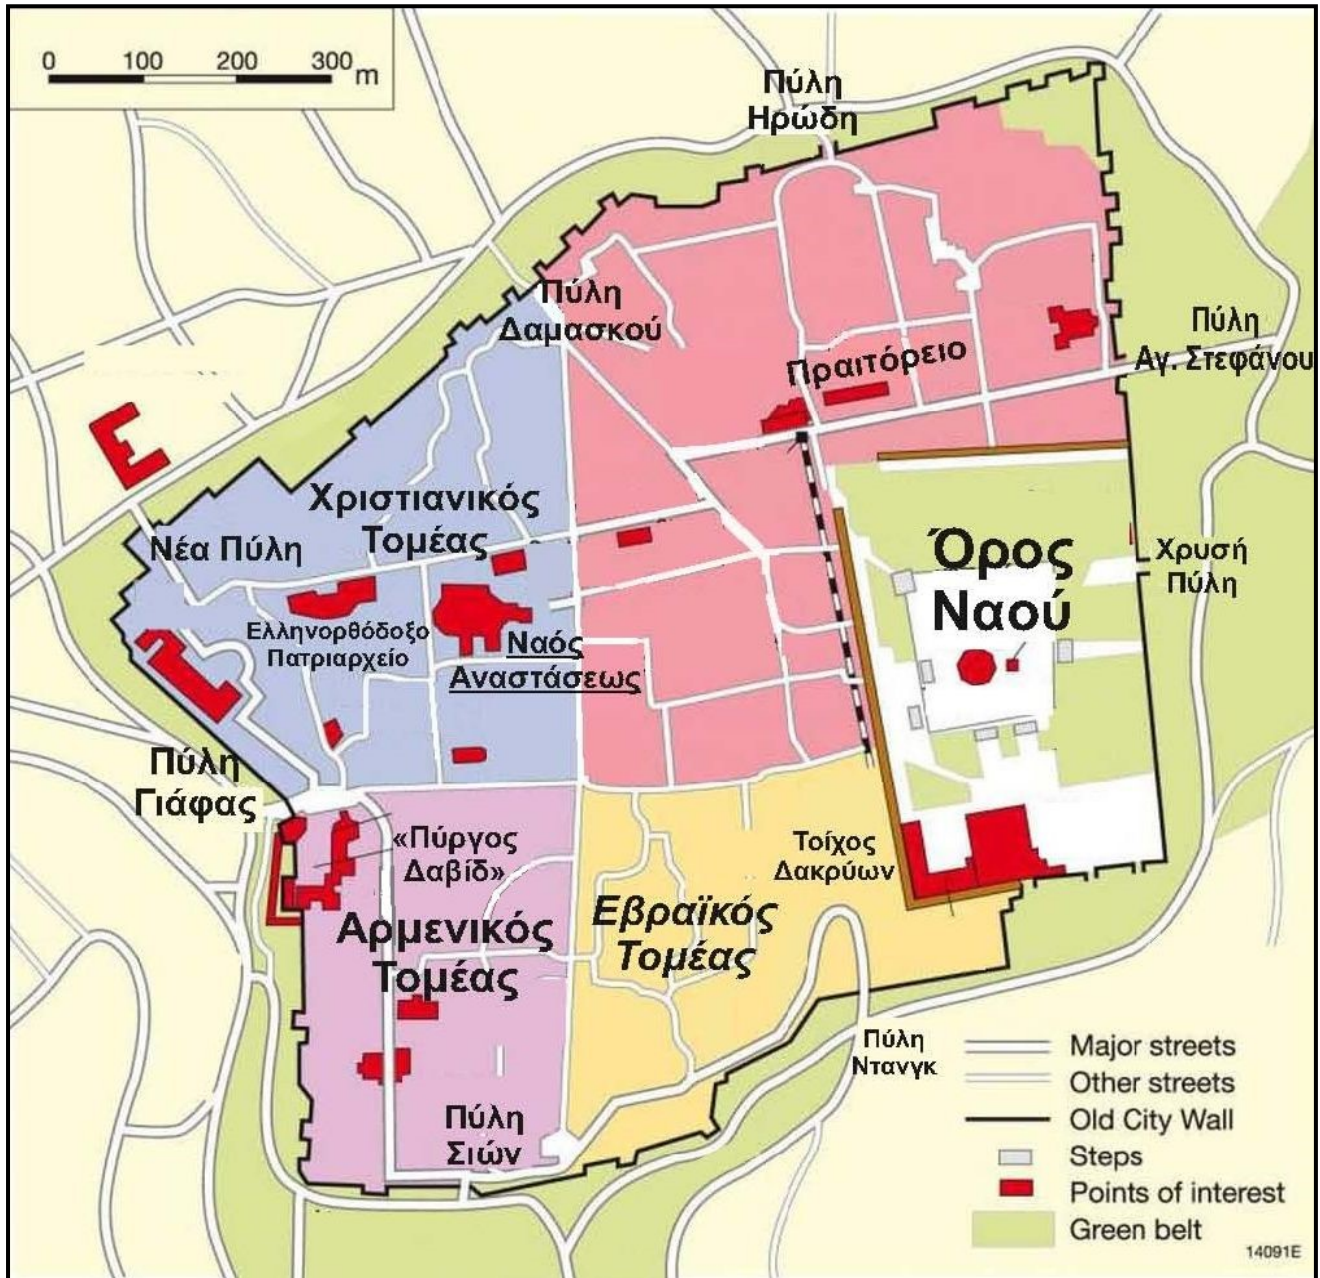 0 100 200 300 m
Πύλη
Ηρώδη
Πύλη
Δαμασκού
Πύλη
Αγ. Στεφάνου
Πραιτόρειο
Χριστιανικός
Τομέας
Νέα Πύλη
Όρος
Ναού
Χρυσή
Πύλη
Ελληνορθόδοξο
Πατριαρχείο
Ναός
Αναστάσεως
Πύλη
Γιάφας
«Πύργος
Δαβίδ»
Τοίχος
Δακρύων
Αρμενικός
Τομέας
Εβραϊκός
Τομέας
Πύλη
Ντανγκ
Πύλη
Σιών
Major streets
Other streets
Old City Wall
Steps
Points of interest
Green belt
14091E